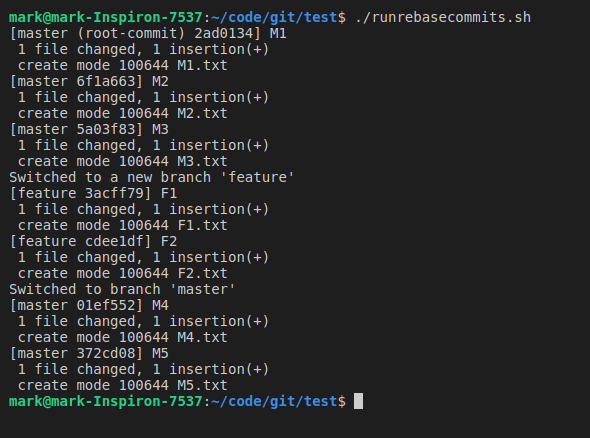 mark@mark-Inspiron-7537:~/code/git/test$ ./runrebasecommits.sh
[master (root-commit) 2ad0134] M1
 1 file changed, 1 insertion(+)
 create mode 100644 M1.txt
[master 6f1a663] M2
 1 file changed, 1 insertion(+)
 create mode 100644 M2.txt
[master 5a03f83] M3
 1 file changed, 1 insertion(+)
 create mode 100644 M3.txt
Switched to a new branch 'feature'
[feature 3acff79] F1
 1 file changed, 1 insertion(+)
 create mode 100644 F1.txt
[feature cdee1df] F2
 1 file changed, 1 insertion(+)
 create mode 100644 F2.txt
Switched to branch 'master'
[master 01ef552] M4
 1 file changed, 1 insertion(+)
 create mode 100644 M4.txt
[master 372cd08] M5
 1 file changed, 1 insertion(+)
 create mode 100644 M5.txt
mark@mark-Inspiron-7537:~/code/git/test$